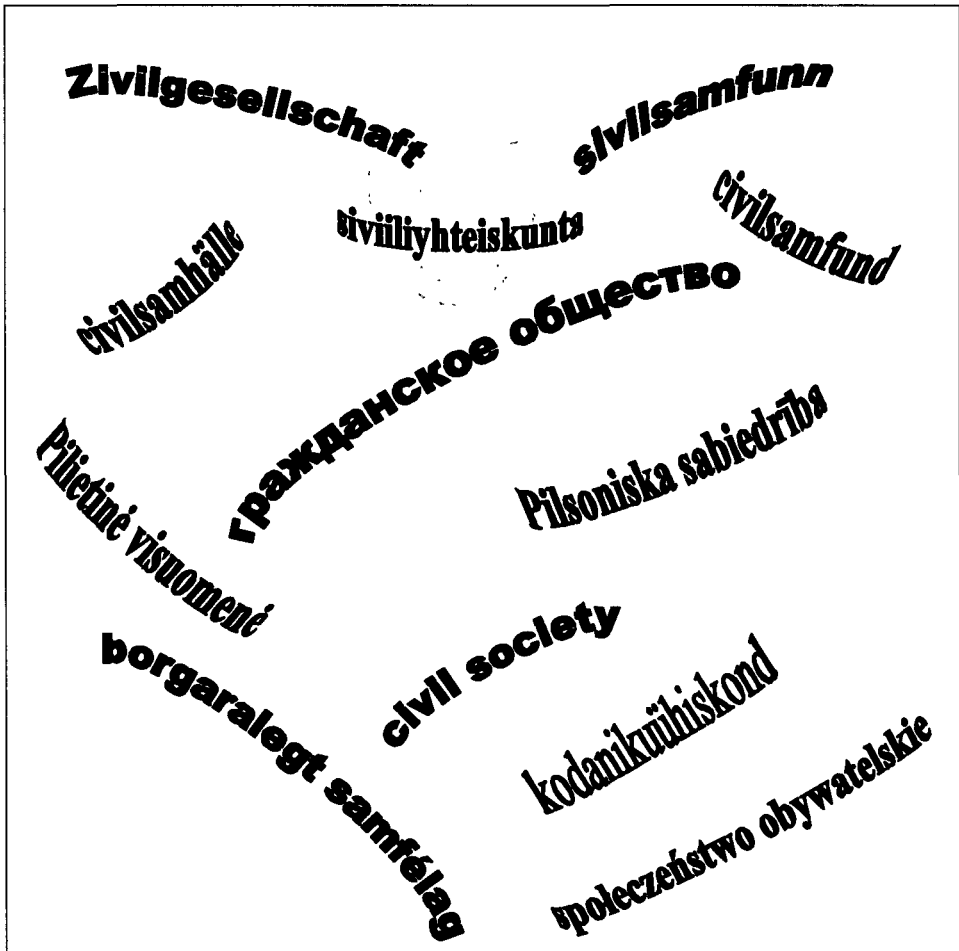 Zivilgesellschaft
sivilsamfunn
civilsamhälle
siviiliyhteiskunta
civilsamfund
гражданское общество
Pilietinė visuomenė
Pilsoniska sabiedrība
borgaralegt samfélag
civil society
kodanikuühiskond
społeczeństwo obywatelskie